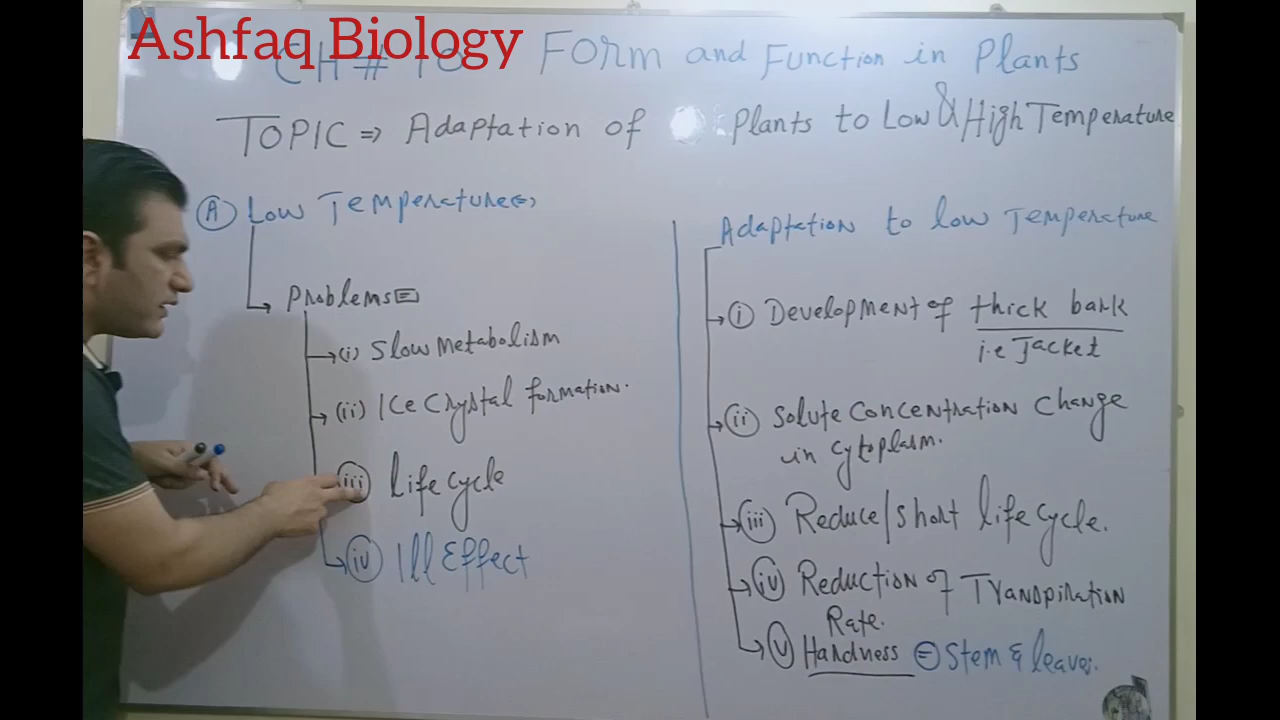 Ashfaq Biology
CH # 10 Form and Function in Plants
TOPIC => Adaptation of Plants to Low & High Temperature
(A) Low Temperature =>
Problems =
(i) Slow Metabolism
(ii) Ice Crystal formation.
(iii) life cycle
(iv) Ill Effect
Adaptation to low Temperature
(i) Development of thick bark
i.e Jacket
(ii) Solute Concentration Change
in cytoplasm.
(iii) Reduce/Short life cycle.
(iv) Reduction of Transpiration
Rate.
(v) Hardness = Stem & leaves.